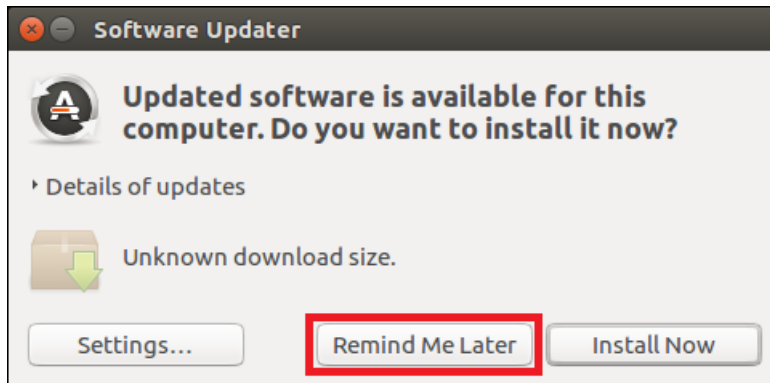 Software Updater
Updated software is available for this
computer. Do you want to install it now?
Details of updates
Unknown download size.
Settings...
Remind Me Later
Install Now